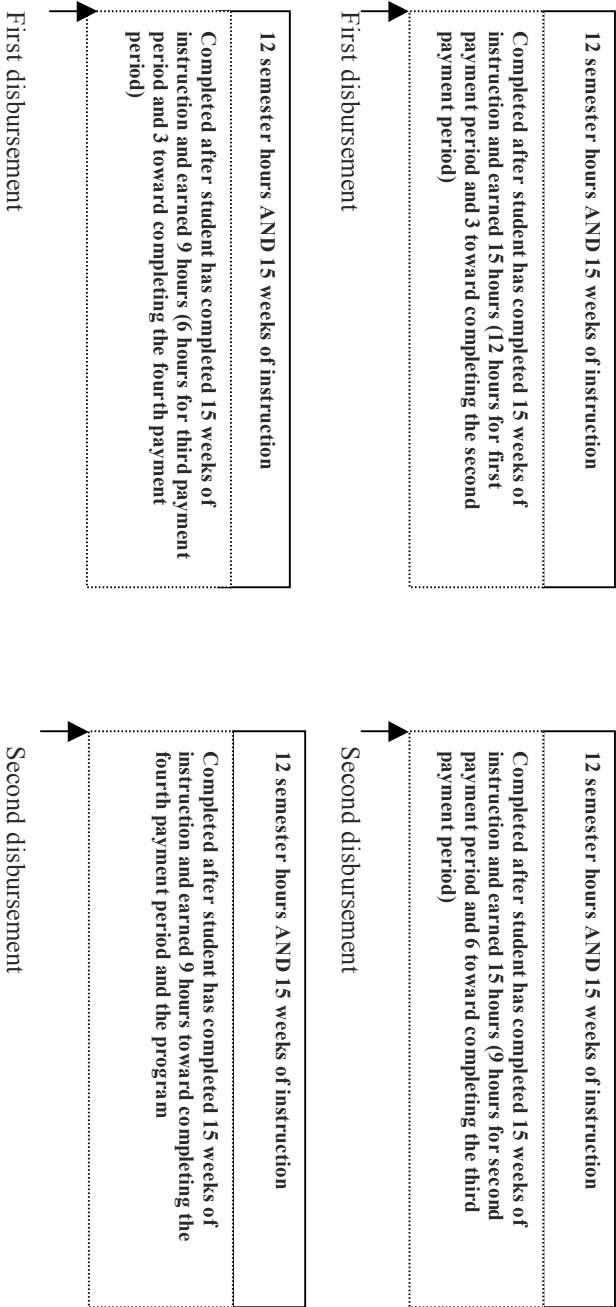 12 semester hours AND 15 weeks of instruction
Completed after student has completed 15 weeks of
instruction and earned 15 hours (12 hours for first
payment period and 3 toward completing the second
payment period)
First disbursement
12 semester hours AND 15 weeks of instruction
Completed after student has completed 15 weeks of
instruction and earned 15 hours (9 hours for second
payment period and 6 toward completing the third
payment period)
Second disbursement
12 semester hours AND 15 weeks of instruction
Completed after student has completed 15 weeks of
instruction and earned 9 hours (6 hours for third payment
period and 3 toward completing the fourth payment
period)
First disbursement
12 semester hours AND 15 weeks of instruction
Completed after student has completed 15 weeks of
instruction and earned 9 hours toward completing the
fourth payment period and the program
Second disbursement